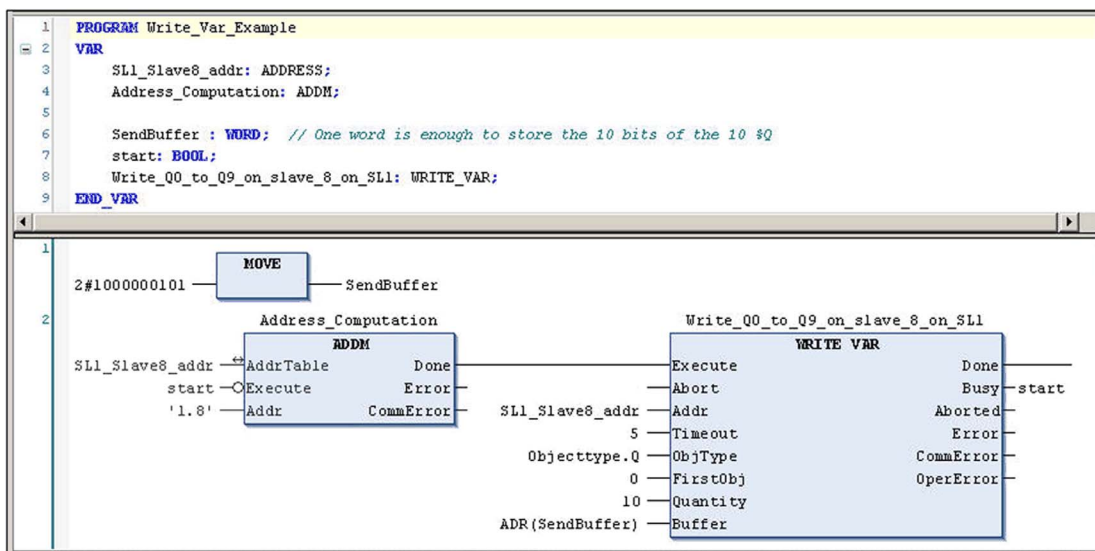 1 PROGRAM Write_Var_Example
2 VAR
3 SL1_Slave8_addr: ADDRESS;
4 Address_Computation: ADDM;
5
6 SendBuffer : WORD; // One word is enough to store the 10 bits of the 10 %Q
7 start: BOOL;
8 Write_Q0_to_Q9_on_slave_8_on_SL1: WRITE_VAR;
9 END_VAR
1
MOVE
2#1000000101 SendBuffer
2 Address_Computation Write_Q0_to_Q9_on_slave_8_on_SL1
ADDM WRITE VAR
SL1_Slave8_addr AddrTable Done Execute Done
start Execute Error Abort Busy start
'1.8' Addr CommError SL1_Slave8_addr Addr Aborted
5 Timeout Error
Objecttype.Q ObjType CommError
0 FirstObj OperError
10 Quantity
ADR(SendBuffer) Buffer